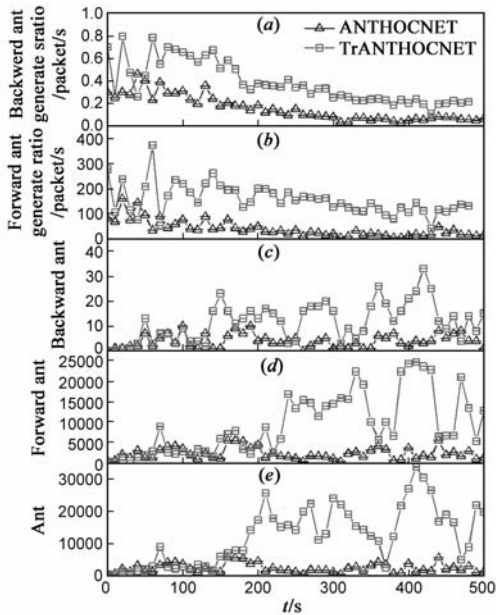 Backwerd ant
generate sratio
/packet/s
1.0
0.8
0.6
0.4
0.2
0.0
(a)
ANTHOCNET
TrANTHOCNET
Forward ant
generate ratio
/packet/s
400
300
200
100
0
(b)
Backward ant
40
30
20
10
0
(c)
Forward ant
25000
20000
15000
10000
5000
0
(d)
Ant
30000
20000
10000
0
(e)
0 100 200 300 400 500
t/s